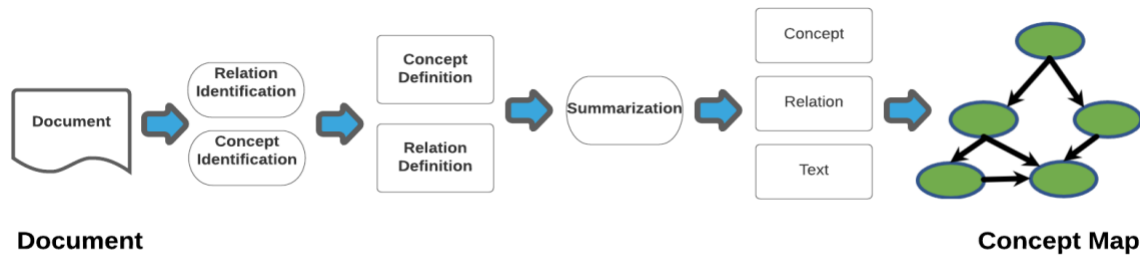 Document
Relation
Identification
Concept
Identification
Concept
Definition
Relation
Definition
Summarization
Concept
Relation
Text
Document
Concept Map